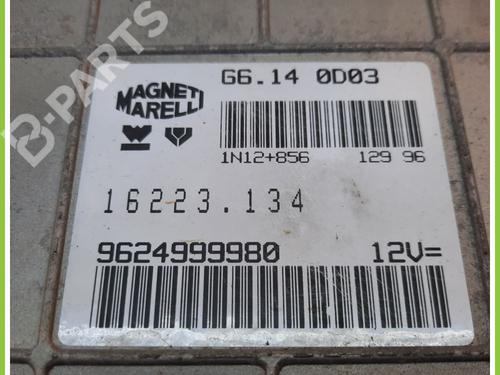 B-PARTS
MAGNETI
MARELLI
G6.14 0D03
1N12+856 129 96
16223.134
9624999980 12V=